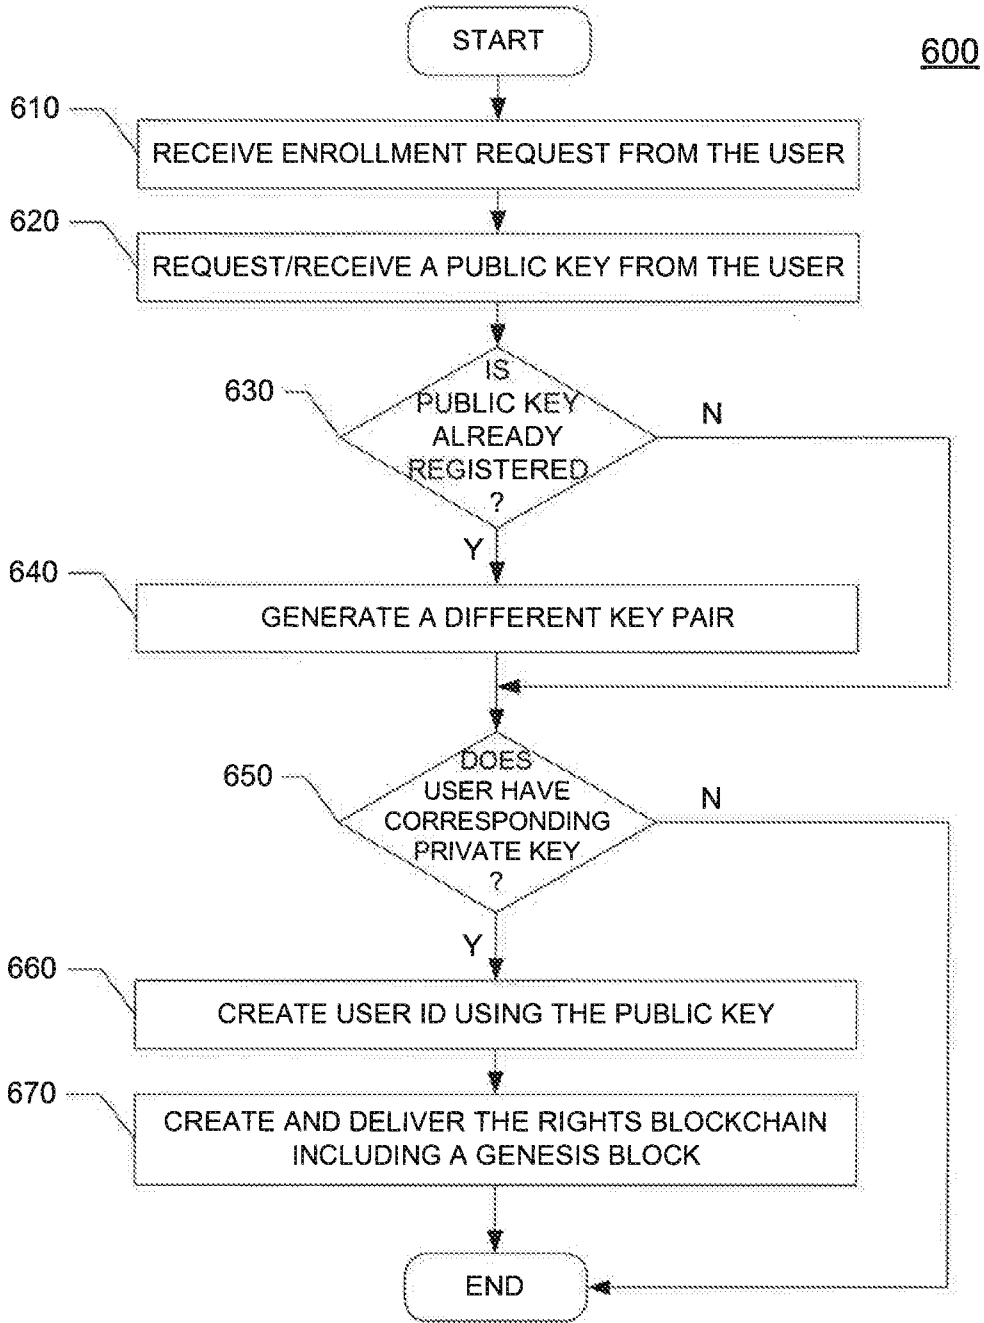 START
600
610
RECEIVE ENROLLMENT REQUEST FROM THE USER
620
REQUEST/RECEIVE A PUBLIC KEY FROM THE USER
630
IS
PUBLIC KEY
ALREADY
REGISTERED
?
N
Y
640
GENERATE A DIFFERENT KEY PAIR
650
DOES
USER HAVE
CORRESPONDING
PRIVATE KEY
?
N
Y
660
CREATE USER ID USING THE PUBLIC KEY
670
CREATE AND DELIVER THE RIGHTS BLOCKCHAIN
INCLUDING A GENESIS BLOCK
END